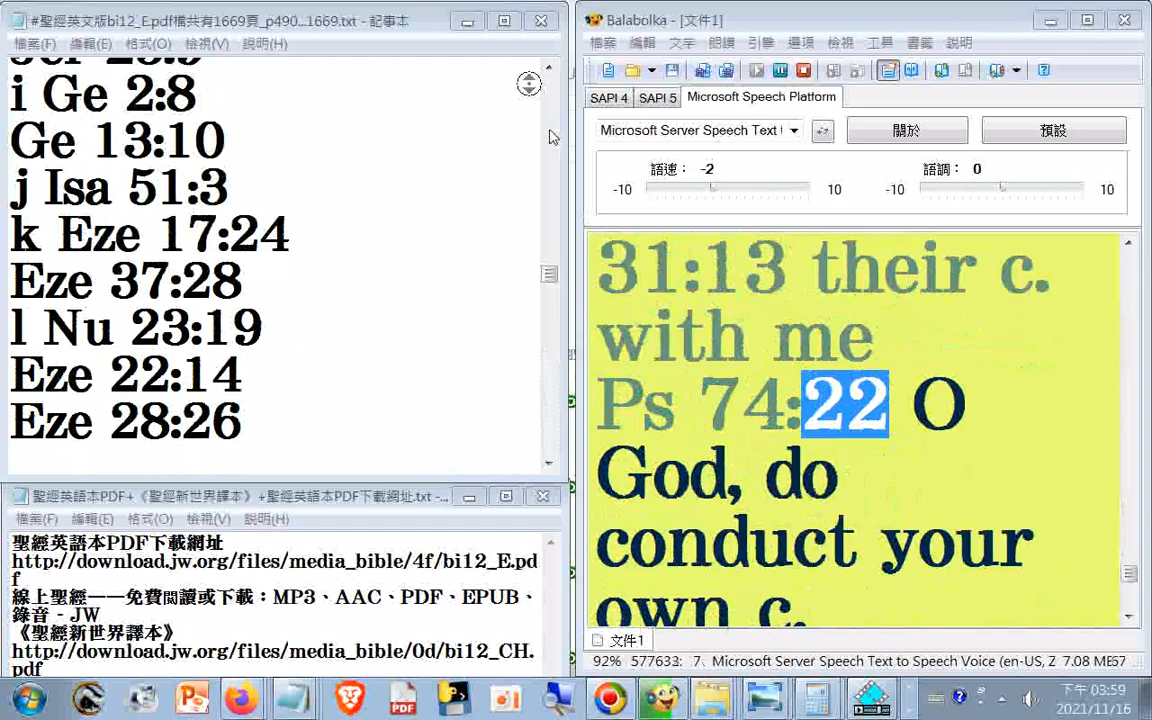 #聖經英文版bi12_E.pdf檔共有1669頁_p490...1669.txt - 記事本
檔案(F) 編輯(E) 格式(O) 檢視(V) 說明(H)
i Ge 2:8
Ge 13:10
j Isa 51:3
k Eze 17:24
Eze 37:28
l Nu 23:19
Eze 22:14
Eze 28:26
聖經英語本PDF+《聖經新世界譯本》+聖經英語本PDF下載網址.txt -...
檔案(F) 編輯(E) 格式(O) 檢視(V) 說明(H)
聖經英語本PDF下載網址
http://download.jw.org/files/media_bible/4f/bi12_E.pd
f
線上聖經——免費閱讀或下載：MP3、AAC、PDF、EPUB、
錄音 - JW
《聖經新世界譯本》
http://download.jw.org/files/media_bible/0d/bi12_CH.
pdf
Balabolka - [文件1]
檔案 編輯 文字 朗讀 引擎 選項 檢視 工具 書籤 說明
SAPI 4 SAPI 5 Microsoft Speech Platform
Microsoft Server Speech Text 關於 預設
語速： -2 語調： 0
-10 10 -10 10
31:13 their c.
with me
Ps 74:22 O
God, do
conduct your
own c.
文件1
92% 577633: 7、 Microsoft Server Speech Text to Speech Voice (en-US, Z 7.08 ME57
PDF
下午 03:59
2021/11/16